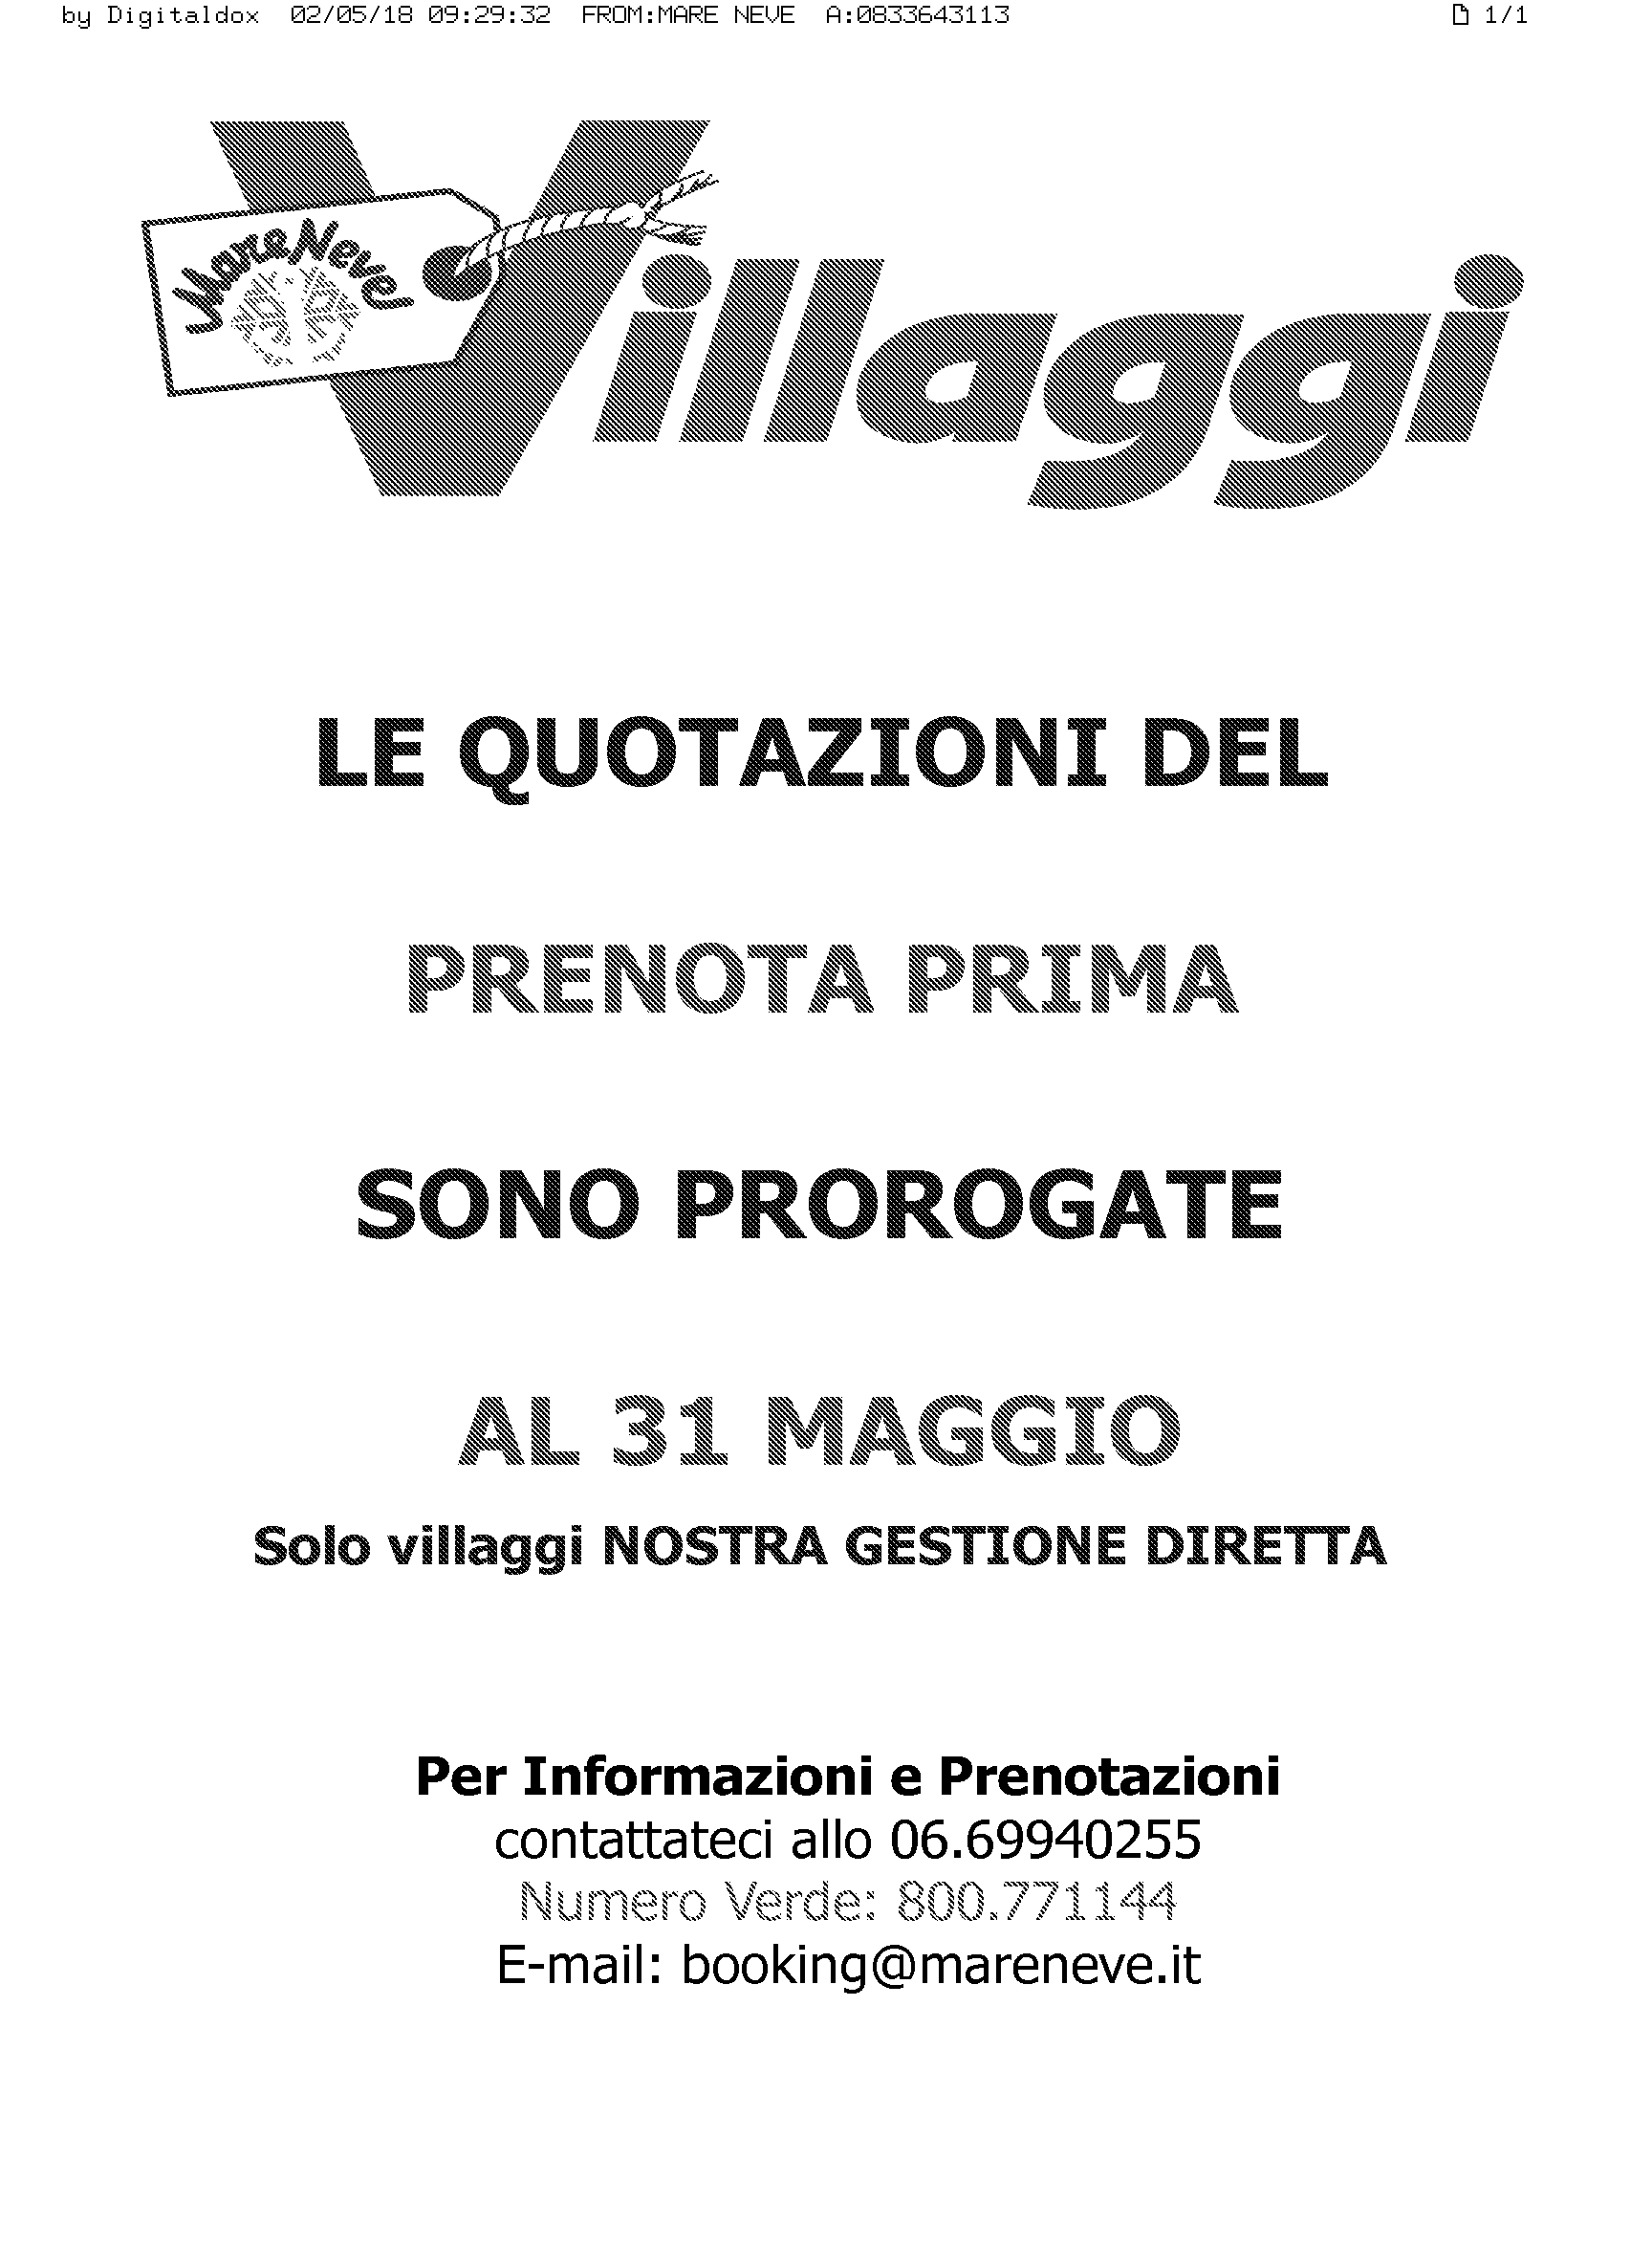 by Digitaldox 02/05/18 09:29:32 FROM:MARE NEVE A:0833643113 1/1
Villaggi
MareNeve
LE QUOTAZIONI DEL
PRENOTA PRIMA
SONO PROROGATE
AL 31 MAGGIO
Solo villaggi NOSTRA GESTIONE DIRETTA
Per Informazioni e Prenotazioni
contattateci allo 06.69940255
Numero Verde: 800.771144
E-mail: booking@mareneve.it